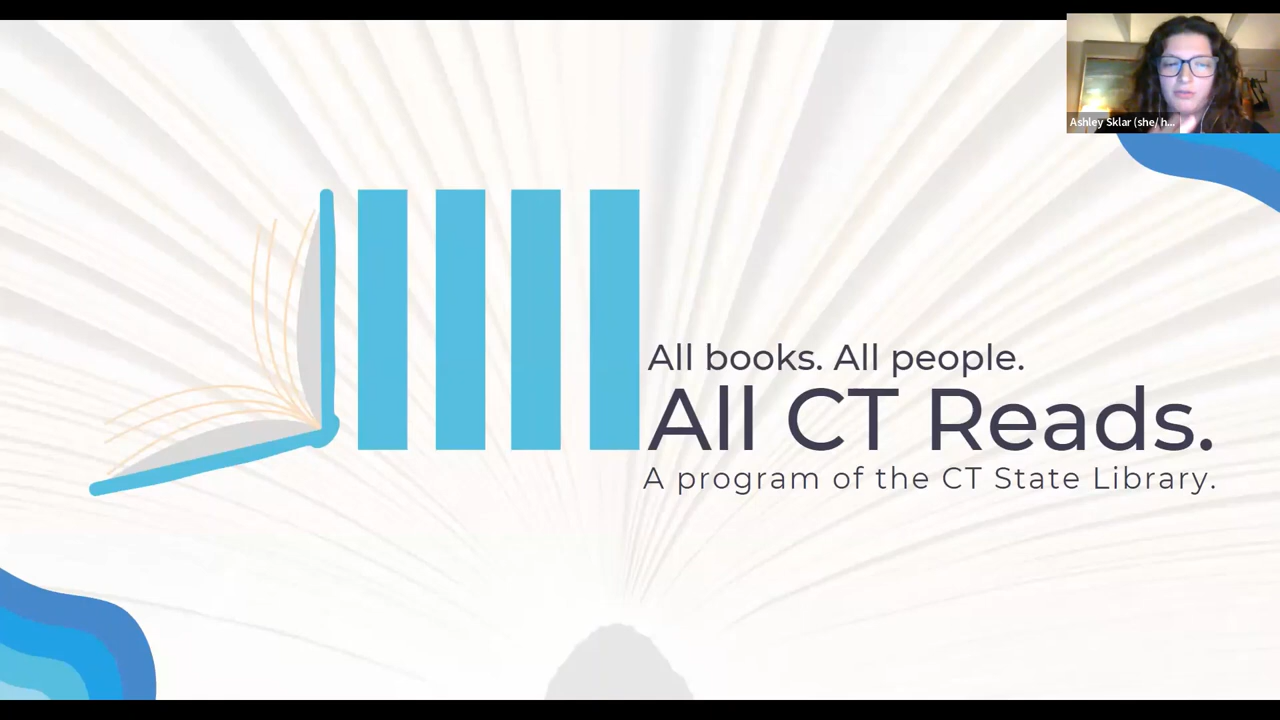 Ashley Sklar (she/ h...
All books. All people.
All CT Reads.
A program of the CT State Library.